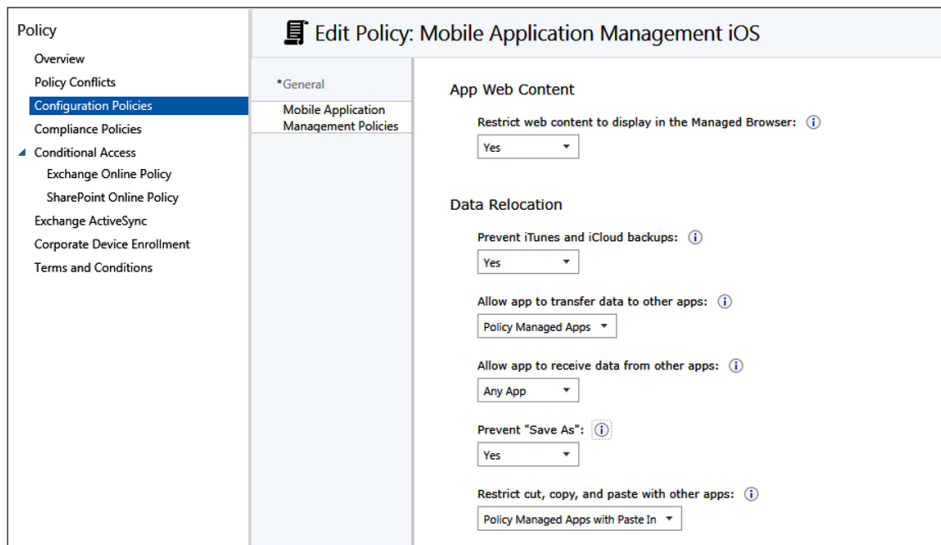 Policy
Overview
Policy Conflicts
Configuration Policies
Compliance Policies
Conditional Access
Exchange Online Policy
SharePoint Online Policy
Exchange ActiveSync
Corporate Device Enrollment
Terms and Conditions
Edit Policy: Mobile Application Management iOS
*General
Mobile Application
Management Policies
App Web Content
Restrict web content to display in the Managed Browser:
Yes
Data Relocation
Prevent iTunes and iCloud backups:
Yes
Allow app to transfer data to other apps:
Policy Managed Apps
Allow app to receive data from other apps:
Any App
Prevent "Save As":
Yes
Restrict cut, copy, and paste with other apps:
Policy Managed Apps with Paste In